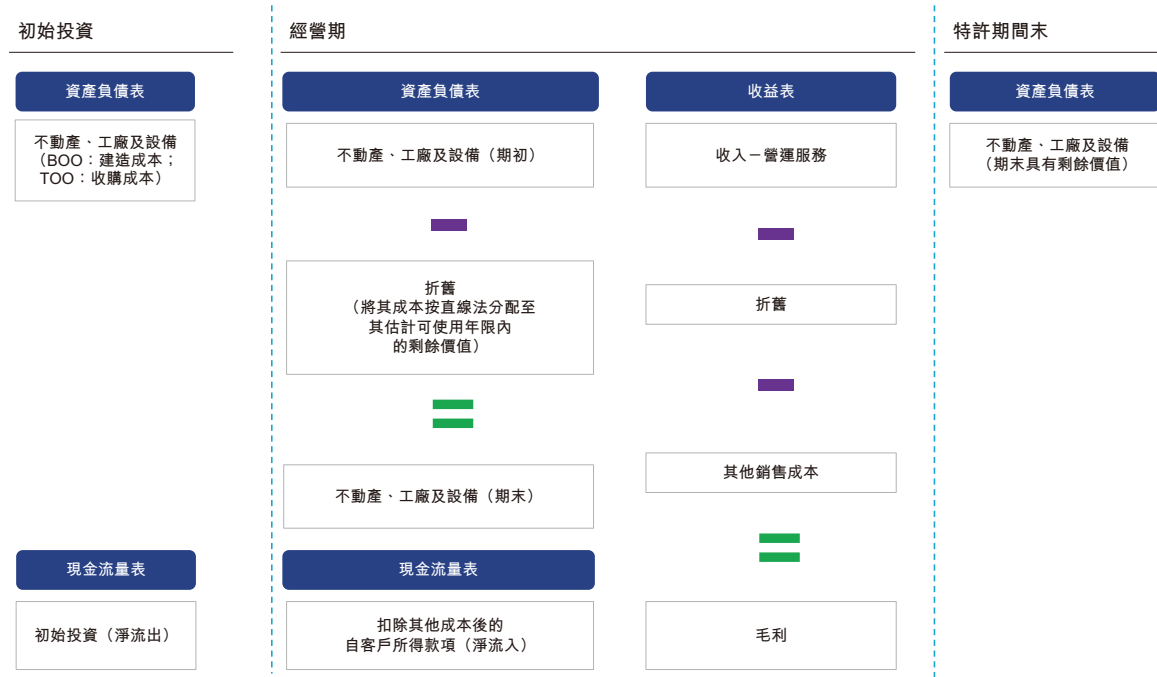 初始投資
經營期
特許期間末
資產負債表
資產負債表
收益表
資產負債表
不動產、工廠及設備
（BOO：建造成本；
TOO：收購成本）
不動產、工廠及設備（期初）
收入－營運服務
不動產、工廠及設備
（期末具有剩餘價值）
折舊
（將其成本按直線法分配至
其估計可使用年限內
的剩餘價值）
折舊
其他銷售成本
不動產、工廠及設備（期末）
現金流量表
現金流量表
初始投資（淨流出）
扣除其他成本後的
自客戶所得款項（淨流入）
毛利